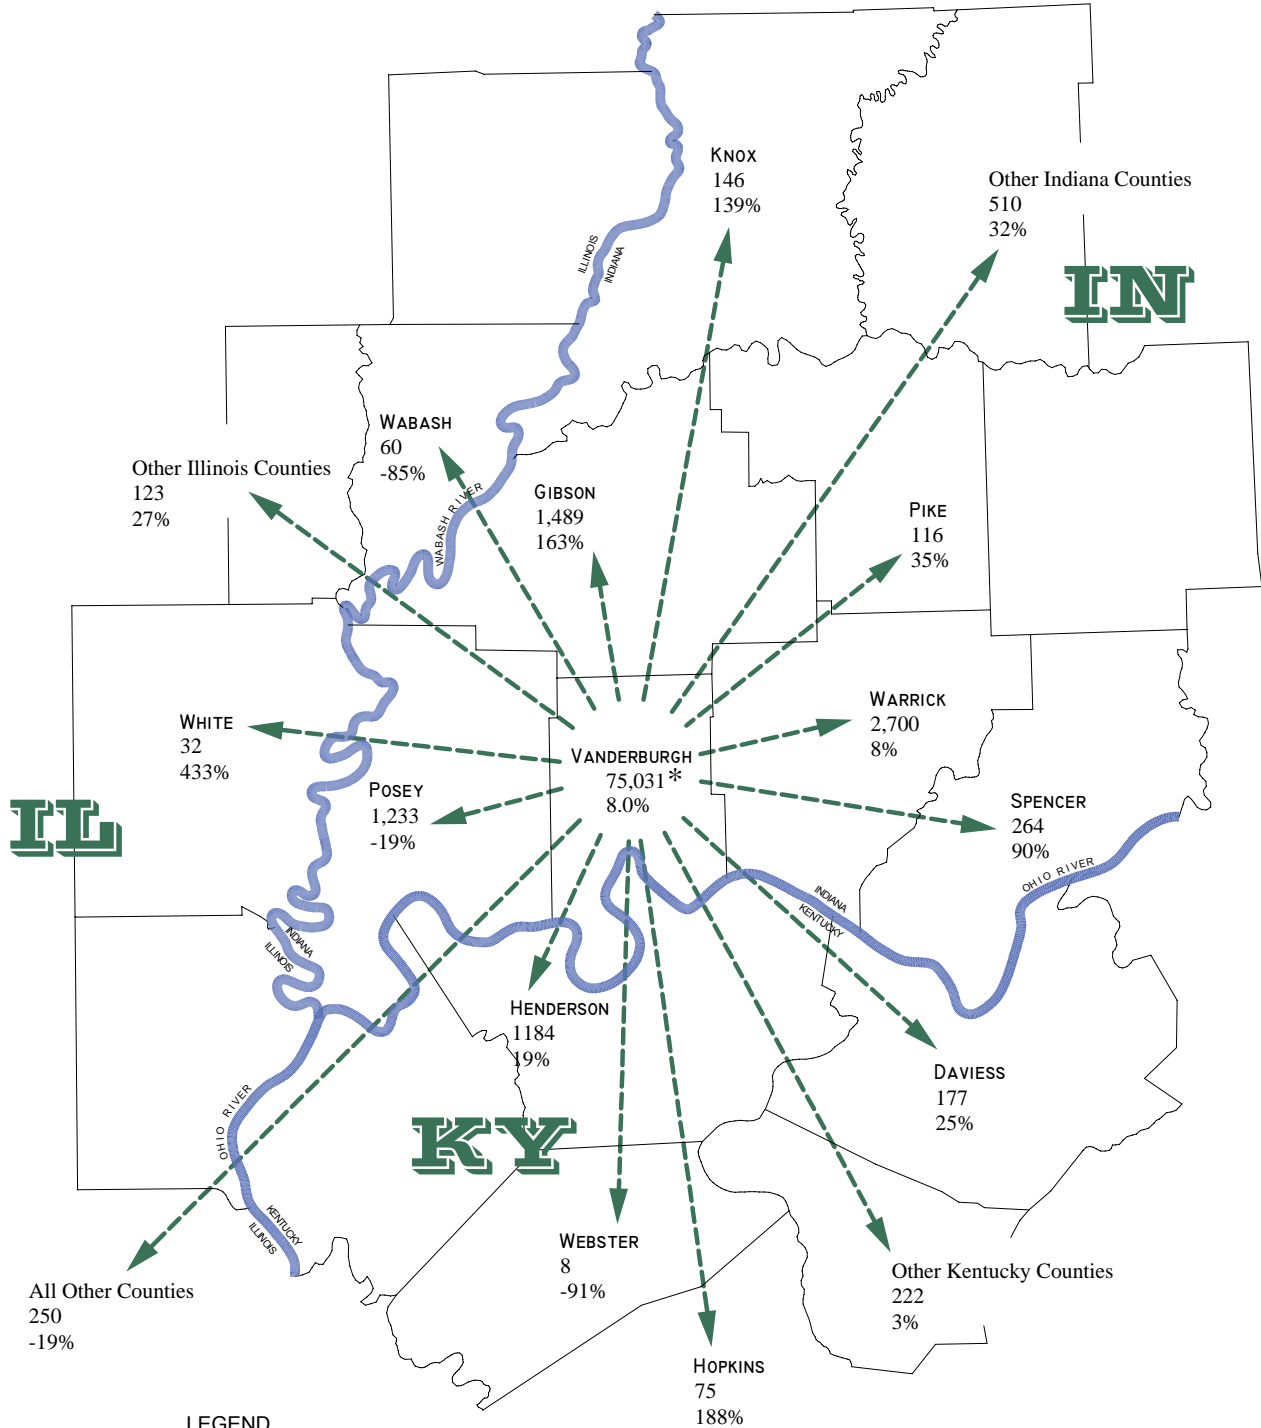 KNOX
146
139%
Other Indiana Counties
510
32%
ILLINOIS
INDIANA
IN
WABASH
60
-85%
Other Illinois Counties
123
27%
WABASH RIVER
GIBSON
1,489
163%
PIKE
116
35%
WHITE
32
433%
WARRICK
2,700
8%
VANDERBURGH
75,031*
8.0%
POSEY
1,233
-19%
IL
SPENCER
264
90%
OHIO RIVER
INDIANA
KENTUCKY
INDIANA
ILLINOIS
HENDERSON
1184
19%
DAVIESS
177
25%
OHIO RIVER
KY
KENTUCKY
ILLINOIS
WEBSTER
8
-91%
Other Kentucky Counties
222
3%
All Other Counties
250
-19%
HOPKINS
75
188%
LEGEND